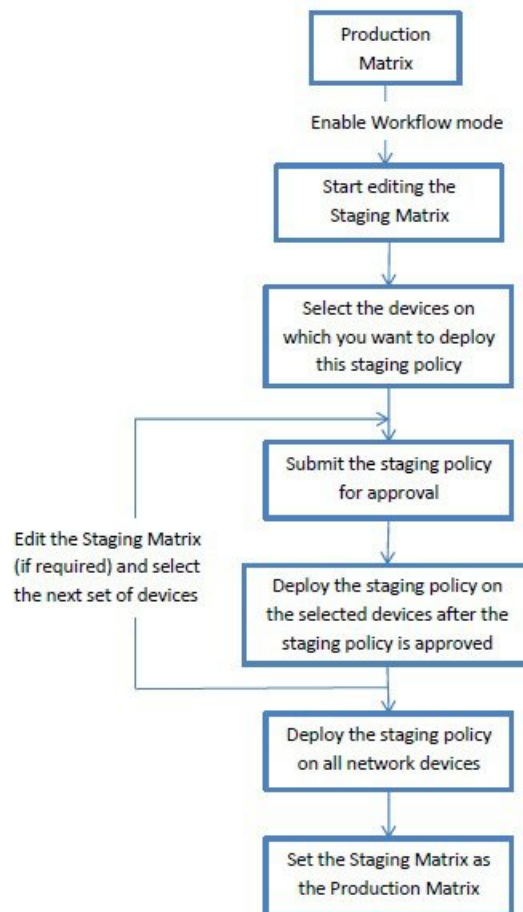 Production
Matrix
Enable Workflow mode
Start editing the
Staging Matrix
Select the devices on
which you want to deploy
this staging policy
Submit the staging policy
for approval
Edit the Staging Matrix
(if required) and select
the next set of devices
Deploy the staging policy on
the selected devices after the
staging policy is approved
Deploy the staging policy
on all network devices
Set the Staging Matrix as
the Production Matrix